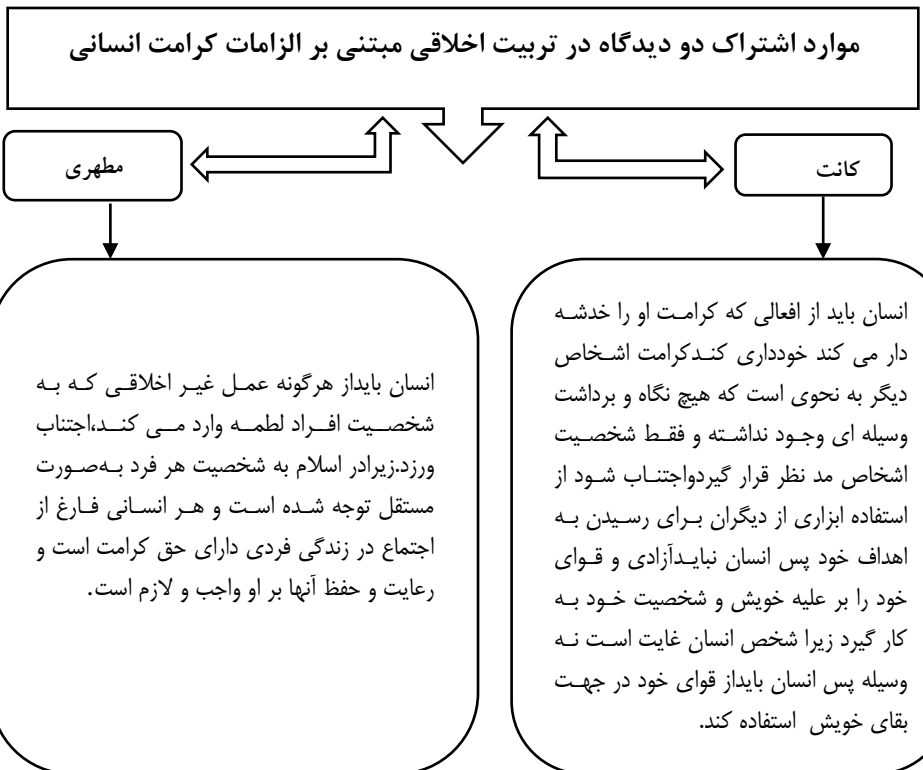 موارد اشتراک دو دیدگاه در تربیت اخلاقی مبتنی بر الزامات کرامت انسانی
کانت
مطهری
انسان باید از افعالی که کرامت او را خدشه
دار می کند خودداری کندکرامت اشخاص
دیگر به نحوی است که هیچ نگاه و برداشت
وسیله ای وجود نداشته و فقط شخصیت
اشخاص مد نظر قرار گیردواجتناب شود از
استفاده ابزاری از دیگران برای رسیدن به
اهداف خود پس انسان نبایدآزادی و قوای
خود را بر علیه خویش و شخصیت خود به
کار گیرد زیرا شخص انسان غایت است نه
وسیله پس انسان بایداز قوای خود در جهت
بقای خویش استفاده کند.
انسان بایداز هرگونه عمل غیر اخلاقی که به
شخصیت افراد لطمه وارد می کند،اجتناب
ورزد.زیرادر اسلام به شخصیت هر فرد به‌صورت
مستقل توجه شده است و هر انسانی فارغ از
اجتماع در زندگی فردی دارای حق کرامت است و
رعایت و حفظ آنها بر او واجب و لازم است.